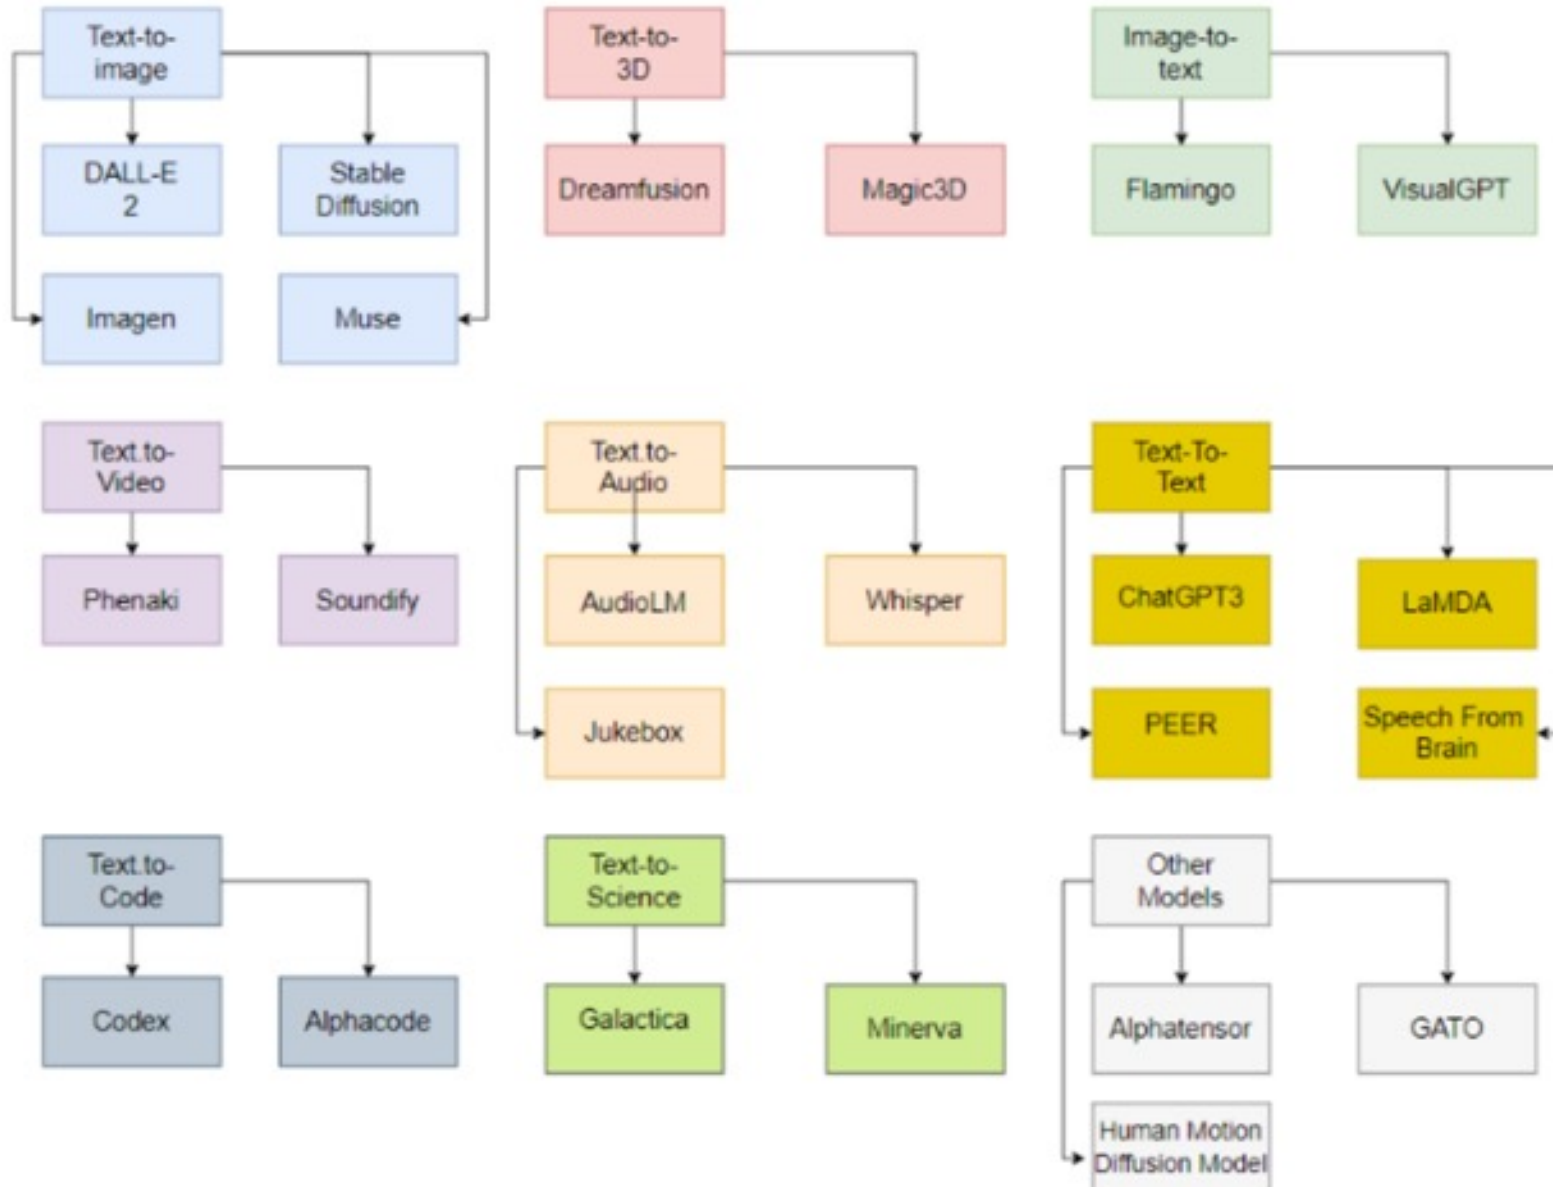 Text-to-
image
Text-to-
3D
Image-to-
text
DALL-E
2
Stable
Diffusion
Dreamfusion
Magic3D
Flamingo
VisualGPT
Imagen
Muse
Text.to-
Video
Text.to-
Audio
Text-To-
Text
Phenaki
Soundify
AudioLM
Whisper
ChatGPT3
LaMDA
Jukebox
PEER
Speech From
Brain
Text.to-
Code
Text-to-
Science
Other
Models
Codex
Alphacode
Galactica
Minerva
Alphatensor
GATO
Human Motion
Diffusion Model